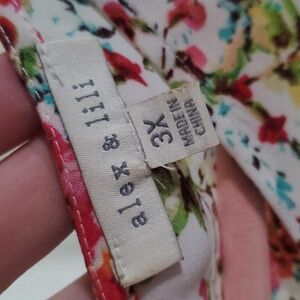 alex & lili
3X
MADE IN
CHINA